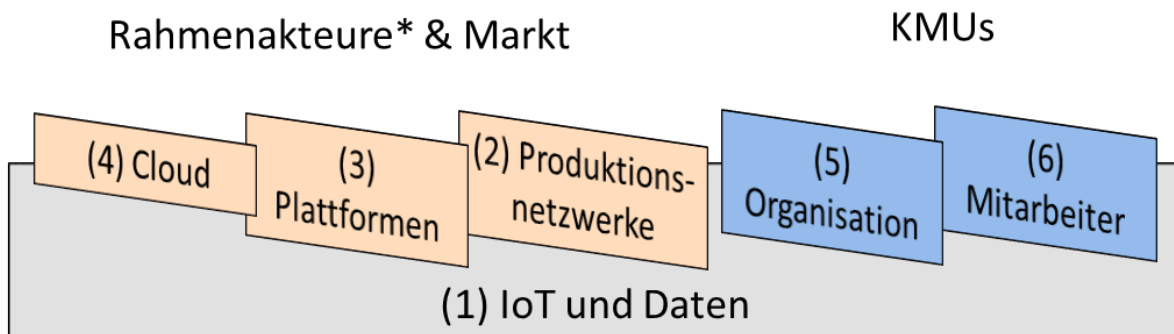 Rahmenakteure* & Markt
KMUs
(4) Cloud
(3)
Plattformen
(2) Produktions-
netzwerke
(5)
Organisation
(6)
Mitarbeiter
(1) IoT und Daten